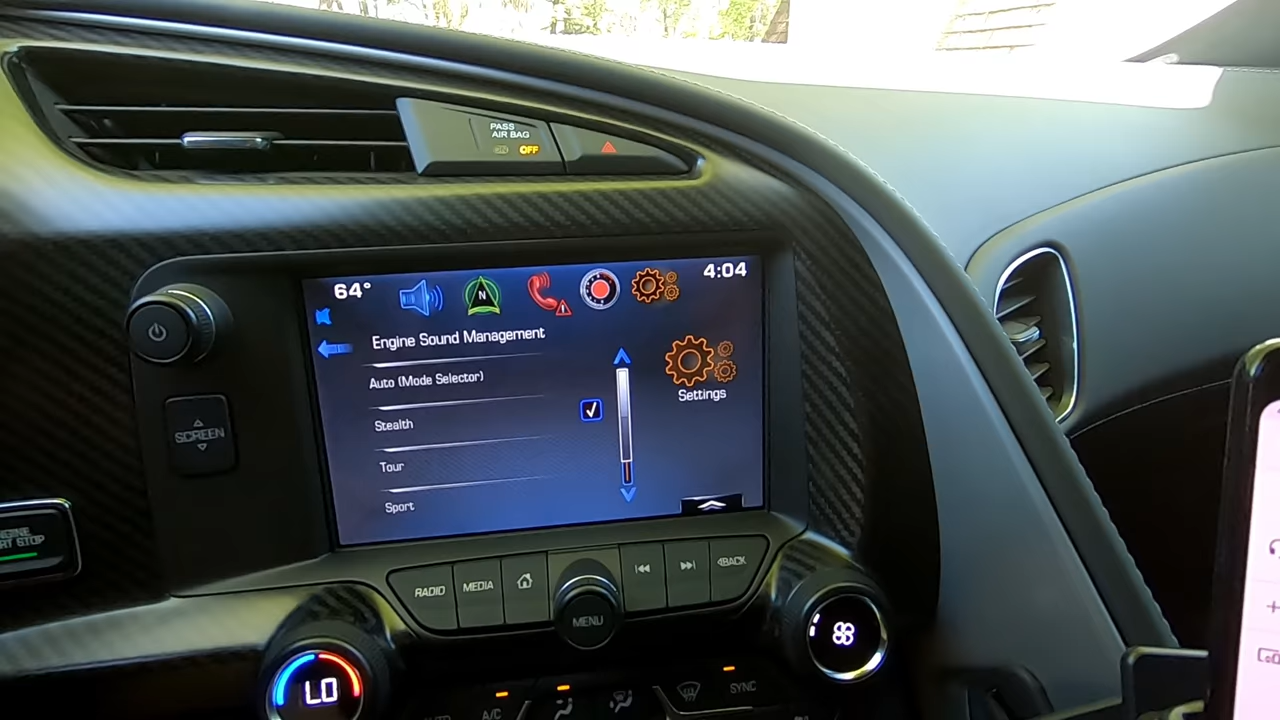 PASS
AIR BAG
ON OFF
64° 4:04
N
Engine Sound Management
Auto (Mode Selector)
Stealth
Tour
Sport
Settings
SCREEN
RADIO
MEDIA
BACK
MENU
LO
A/C
SYNC